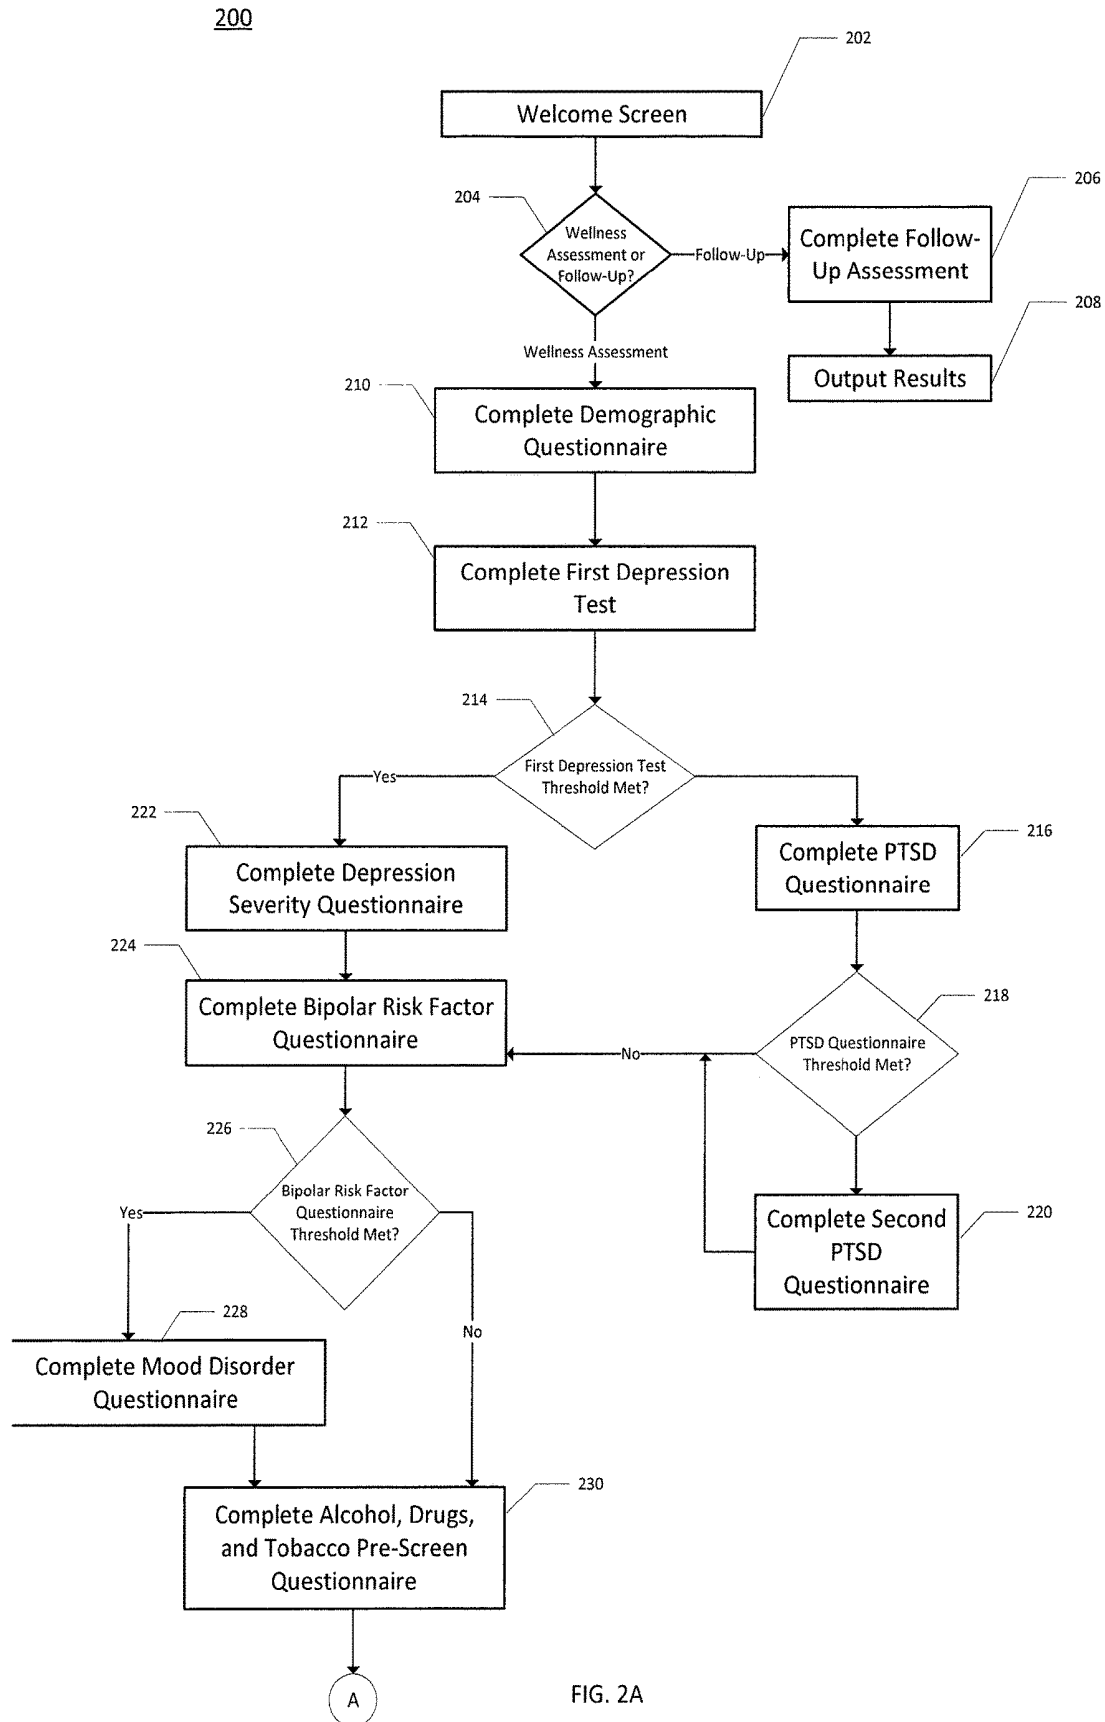 200
202
Welcome Screen
204
Wellness
Assessment or
Follow-Up?
Follow-Up
206
Complete Follow-
Up Assessment
208
Output Results
Wellness Assessment
210
Complete Demographic
Questionnaire
212
Complete First Depression
Test
214
First Depression Test
Threshold Met?
Yes
222
Complete Depression
Severity Questionnaire
216
Complete PTSD
Questionnaire
224
Complete Bipolar Risk Factor
Questionnaire
218
PTSD Questionnaire
Threshold Met?
No
226
Bipolar Risk Factor
Questionnaire
Threshold Met?
Yes
No
220
Complete Second
PTSD
Questionnaire
228
Complete Mood Disorder
Questionnaire
230
Complete Alcohol, Drugs,
and Tobacco Pre-Screen
Questionnaire
A
FIG. 2A